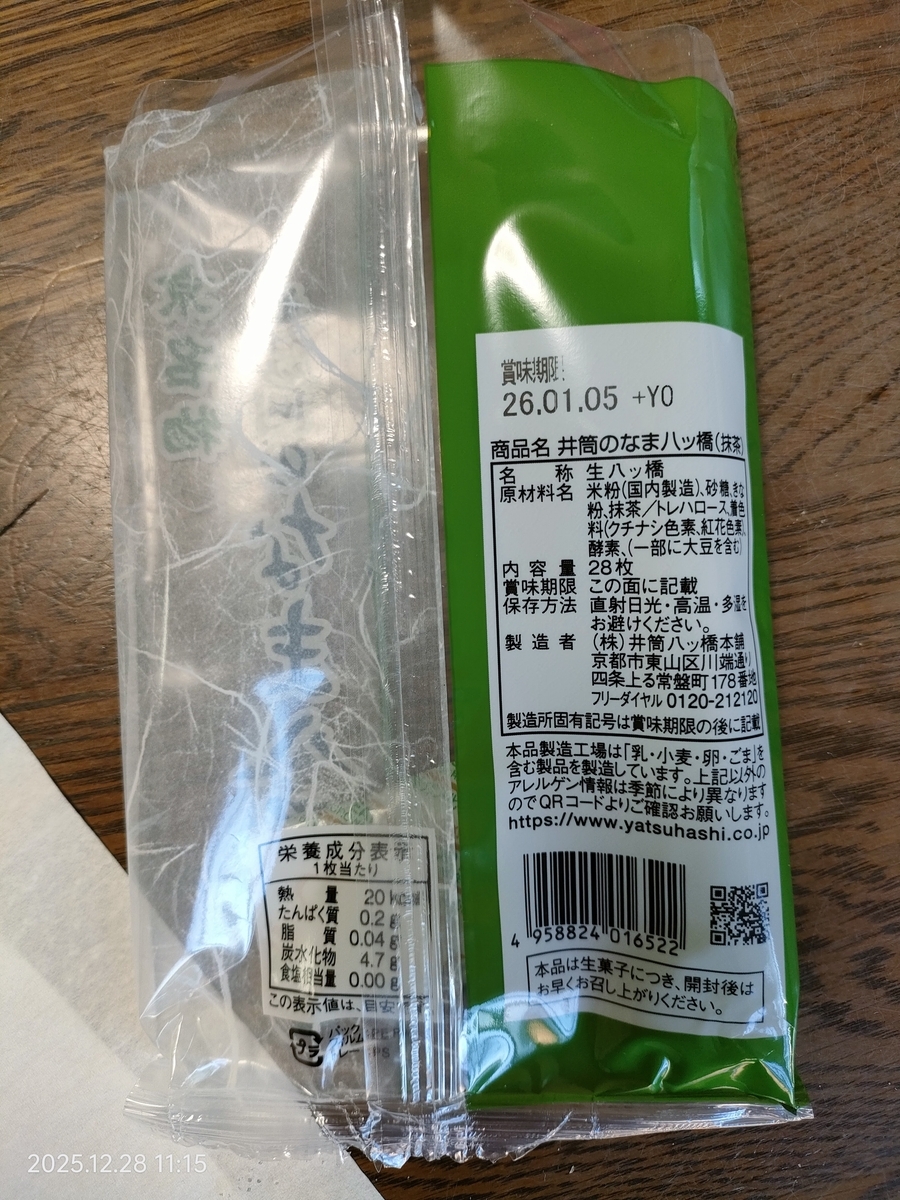 京名物
のなま八
賞味期限
26.01.05 +Y0
商品名 井筒のなま八ッ橋(抹茶)
名 称 生八ッ橋
原材料名 米粉(国内製造)、砂糖、きな
粉、抹茶/トレハロース、着色
料(クチナシ色素、紅花色素)、
酵素、(一部に大豆を含む)
内容量 28枚
賞味期限 この面に記載
保存方法 直射日光・高温・多湿を
お避けください。
製造者 (株)井筒八ッ橋本舗
京都市東山区川端通り
四条上る常盤町178番地
フリーダイヤル 0120-212120
製造所固有記号は賞味期限の後に記載
本品製造工場は「乳・小麦・卵・ごま」を
含む製品を製造しています。上記以外の
アレルゲン情報は季節により異なります
のでQRコードよりご確認お願いします。
https://www.yatsuhashi.co.jp
4 958824 016522
本品は生菓子につき、開封後は
お早くお召し上がりください。
栄養成分表示
1枚当たり
熱量 20 kcal
たんぱく質 0.2 g
脂質 0.04 g
炭水化物 4.7 g
食塩相当量 0.00 g
この表示値は、目安
プラ
2025.12.28 11:15